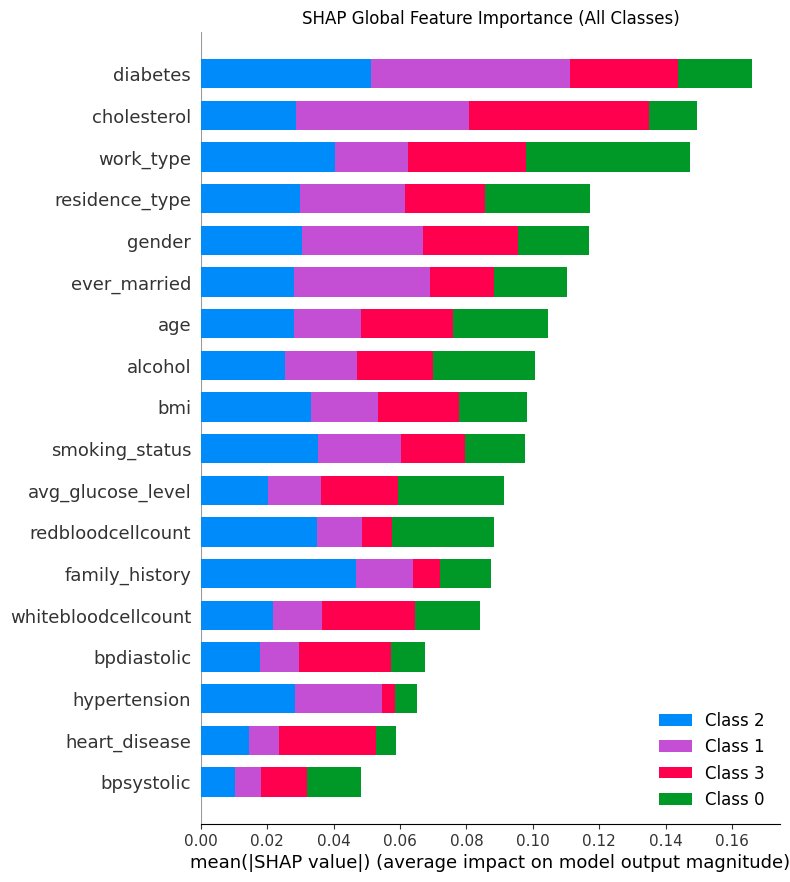 SHAP Global Feature Importance (All Classes)
diabetes
cholesterol
work_type
residence_type
gender
ever_married
age
alcohol
bmi
smoking_status
avg_glucose_level
redbloodcellcount
family_history
whitebloodcellcount
bpdiastolic
hypertension
heart_disease
bpsystolic
Class 2
Class 1
Class 3
Class 0
0.00 0.02 0.04 0.06 0.08 0.10 0.12 0.14 0.16
mean(|SHAP value|) (average impact on model output magnitude)